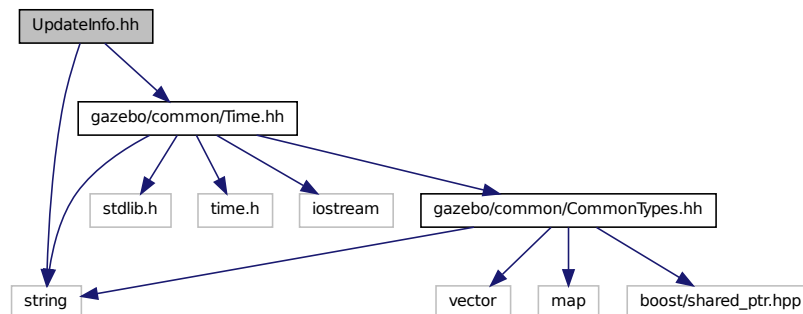 UpdateInfo.hh
gazebo/common/Time.hh
stdlib.h
time.h
iostream
gazebo/common/CommonTypes.hh
string
vector
map
boost/shared_ptr.hpp